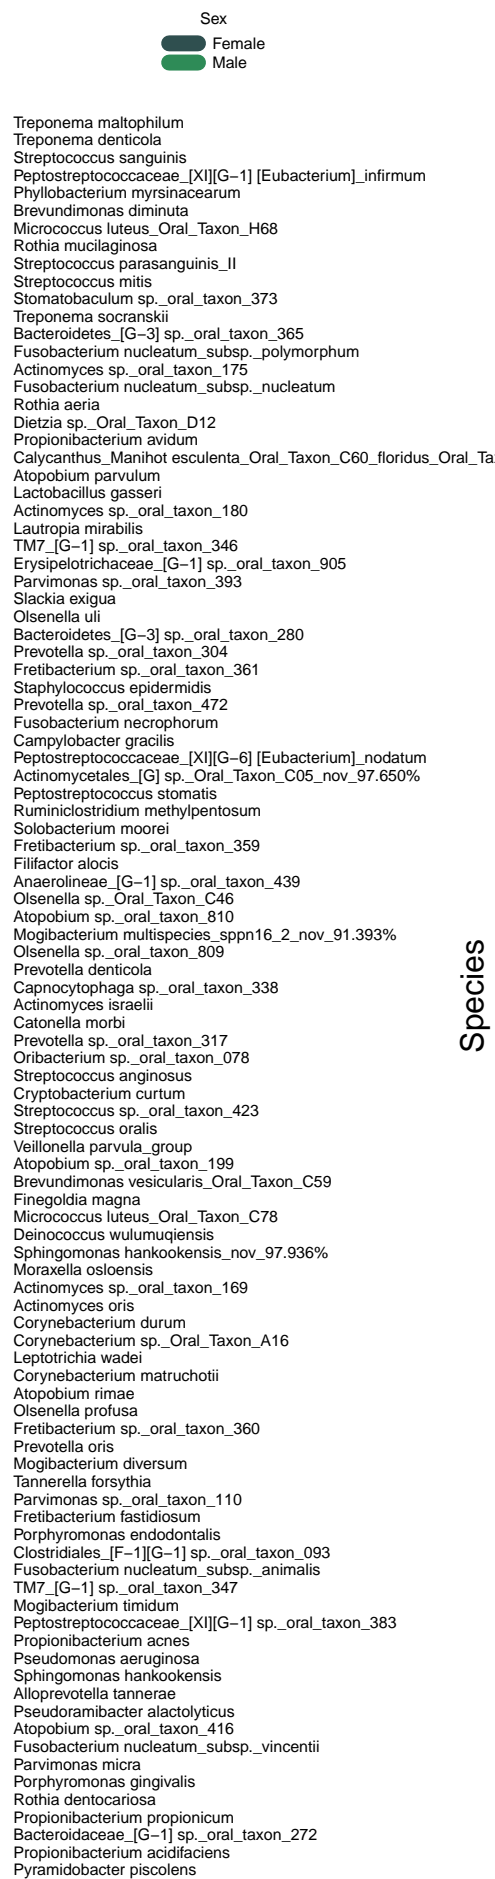 Sex
Female
Male
Treponema maltophilum
Treponema denticola
Streptococcus sanguinis
Peptostreptococcaceae_[XI][G−1] [Eubacterium]_infirmum
Phyllobacterium myrsinacearum
Brevundimonas diminuta
Micrococcus luteus_Oral_Taxon_H68
Rothia mucilaginosa
Streptococcus parasanguinis_II
Streptococcus mitis
Stomatobaculum sp._oral_taxon_373
Treponema socranskii
Bacteroidetes_[G−3] sp._oral_taxon_365
Fusobacterium nucleatum_subsp._polymorphum
Actinomyces sp._oral_taxon_175
Fusobacterium nucleatum_subsp._nucleatum
Rothia aeria
Dietzia sp._Oral_Taxon_D12
Propionibacterium avidum
Calycanthus_Manihot esculenta_Oral_Taxon_C60_floridus_Oral_Ta
Atopobium parvulum
Lactobacillus gasseri
Actinomyces sp._oral_taxon_180
Lautropia mirabilis
TM7_[G−1] sp._oral_taxon_346
Erysipelotrichaceae_[G−1] sp._oral_taxon_905
Parvimonas sp._oral_taxon_393
Slackia exigua
Olsenella uli
Bacteroidetes_[G−3] sp._oral_taxon_280
Prevotella sp._oral_taxon_304
Fretibacterium sp._oral_taxon_361
Staphylococcus epidermidis
Prevotella sp._oral_taxon_472
Fusobacterium necrophorum
Campylobacter gracilis
Peptostreptococcaceae_[XI][G−6] [Eubacterium]_nodatum
Actinomycetales_[G] sp._Oral_Taxon_C05_nov_97.650%
Peptostreptococcus stomatis
Ruminiclostridium methylpentosum
Solobacterium moorei
Fretibacterium sp._oral_taxon_359
Filifactor alocis
Anaerolineae_[G−1] sp._oral_taxon_439
Olsenella sp._Oral_Taxon_C46
Atopobium sp._oral_taxon_810
Mogibacterium multispecies_sppn16_2_nov_91.393%
Olsenella sp._oral_taxon_809
Prevotella denticola
Capnocytophaga sp._oral_taxon_338
Actinomyces israelii
Catonella morbi
Prevotella sp._oral_taxon_317
Oribacterium sp._oral_taxon_078
Streptococcus anginosus
Cryptobacterium curtum
Streptococcus sp._oral_taxon_423
Streptococcus oralis
Veillonella parvula_group
Atopobium sp._oral_taxon_199
Brevundimonas vesicularis_Oral_Taxon_C59
Finegoldia magna
Micrococcus luteus_Oral_Taxon_C78
Deinococcus wulumuqiensis
Sphingomonas hankookensis_nov_97.936%
Moraxella osloensis
Actinomyces sp._oral_taxon_169
Actinomyces oris
Corynebacterium durum
Corynebacterium sp._Oral_Taxon_A16
Leptotrichia wadei
Corynebacterium matruchotii
Atopobium rimae
Olsenella profusa
Fretibacterium sp._oral_taxon_360
Prevotella oris
Mogibacterium diversum
Tannerella forsythia
Parvimonas sp._oral_taxon_110
Fretibacterium fastidiosum
Porphyromonas endodontalis
Clostridiales_[F−1][G−1] sp._oral_taxon_093
Fusobacterium nucleatum_subsp._animalis
TM7_[G−1] sp._oral_taxon_347
Mogibacterium timidum
Peptostreptococcaceae_[XI][G−1] sp._oral_taxon_383
Propionibacterium acnes
Pseudomonas aeruginosa
Sphingomonas hankookensis
Alloprevotella tannerae
Pseudoramibacter alactolyticus
Atopobium sp._oral_taxon_416
Fusobacterium nucleatum_subsp._vincentii
Parvimonas micra
Porphyromonas gingivalis
Rothia dentocariosa
Propionibacterium propionicum
Bacteroidaceae_[G−1] sp._oral_taxon_272
Propionibacterium acidifaciens
Pyramidobacter piscolens
Species